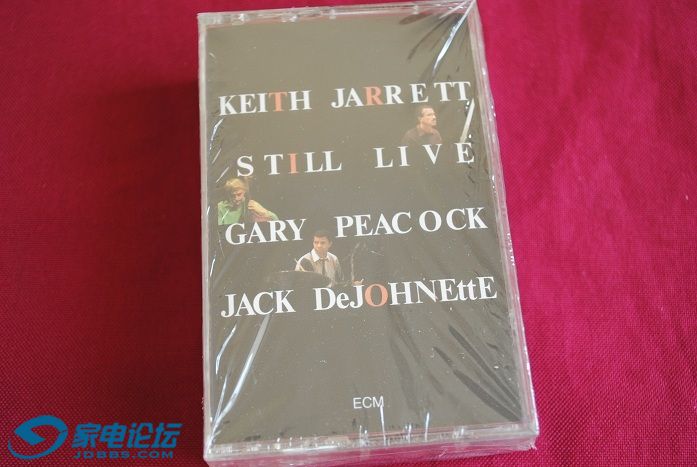 KEITH JARRETT
STILL LIVE
GARY PEACOCK
JACK DeJOHNEttE
ECM
家电论坛
JDBBS.COM